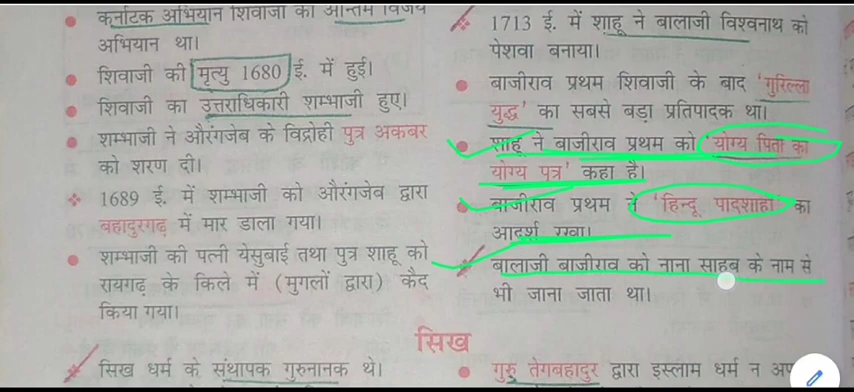 कर्नाटक अभियान शिवाजी का अन्तिम विजय
अभियान था।
शिवाजी की मृत्यु 1680 ई. में हुई।
शिवाजी का उत्तराधिकारी शम्भाजी हुए।
शम्भाजी ने औरंगजेब के विद्रोही पुत्र अकबर
को शरण दी।
1689 ई. में शम्भाजी को औरंगजेब द्वारा
बहादुरगढ़ में मार डाला गया।
शम्भाजी की पत्नी येसुबाई तथा पुत्र शाहू को
रायगढ़ के किले में (मुगलों द्वारा) कैद
किया गया।
1713 ई. में शाहू ने बालाजी विश्वनाथ को
पेशवा बनाया।
बाजीराव प्रथम शिवाजी के बाद 'गुरिल्ला
युद्ध' का सबसे बड़ा प्रतिपादक था।
शाहू ने बाजीराव प्रथम को 'योग्य पिता का
योग्य पुत्र' कहा है।
बाजीराव प्रथम ने 'हिन्दू पादशाही' का
आदर्श रखा।
बालाजी बाजीराव को नाना साहब के नाम से
भी जाना जाता था।
सिख
सिख धर्म के संथापक गुरुनानक थे।
गुरु तेगबहादुर द्वारा इस्लाम धर्म न